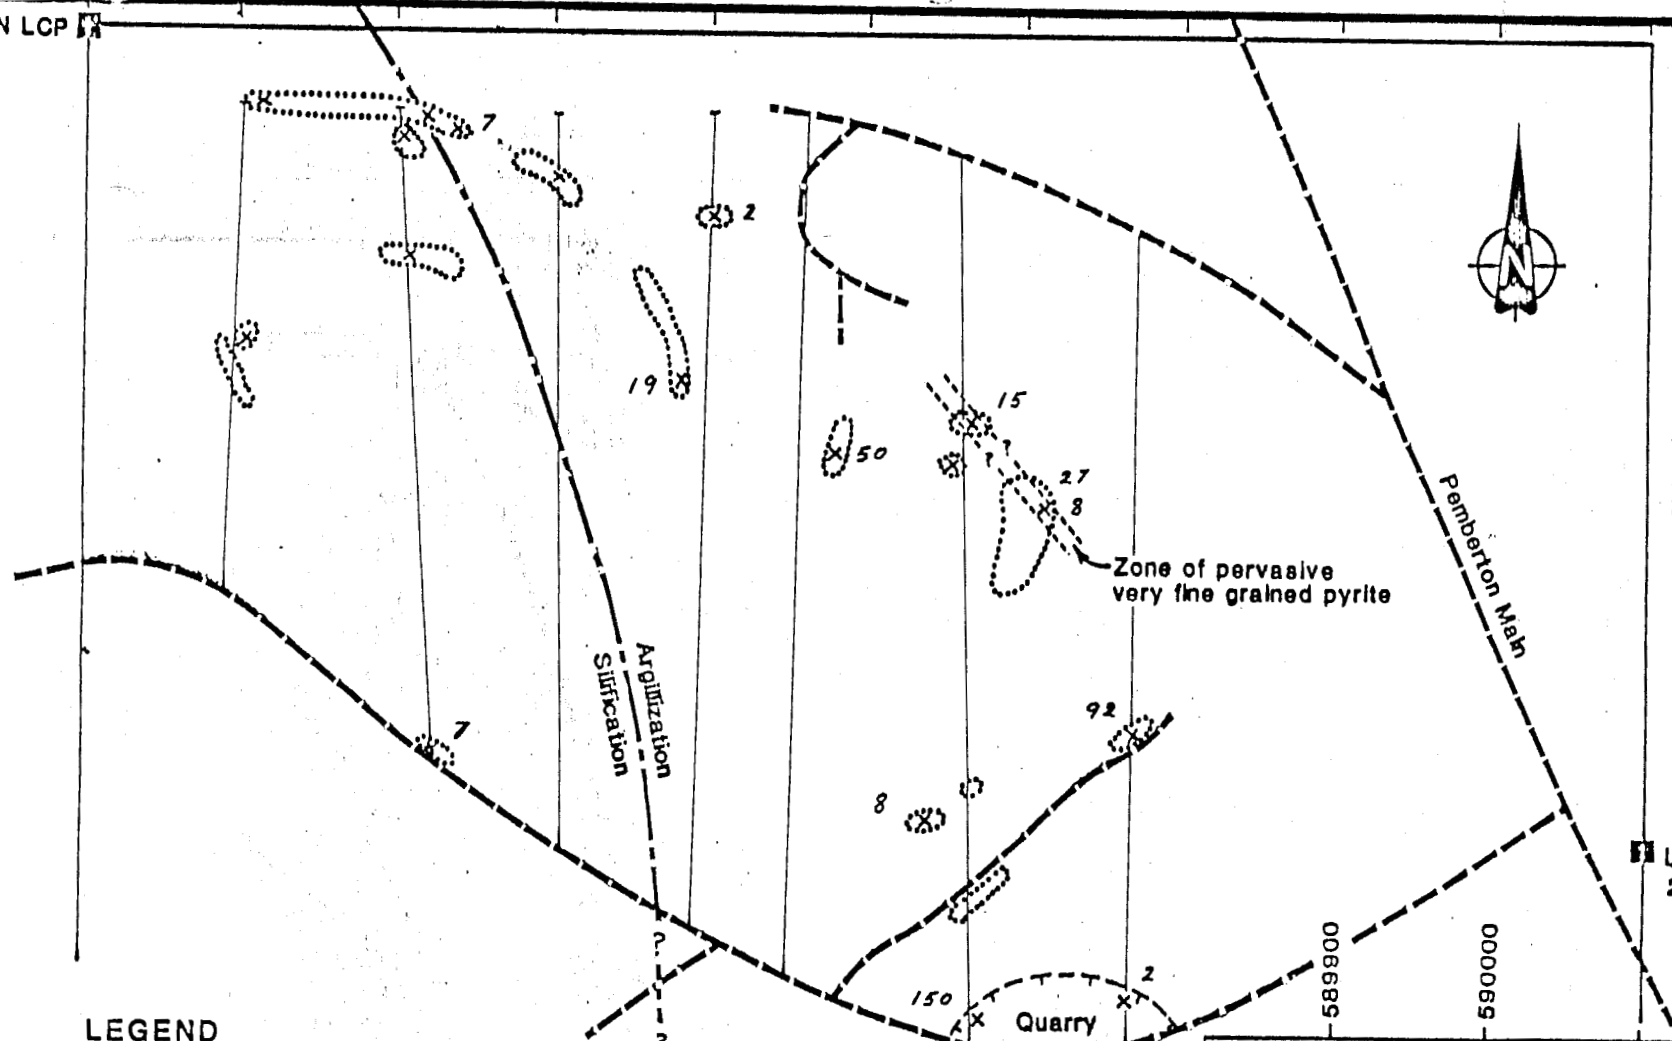 N LCP
7
2
N
19
50
15
?
?
27
8
Zone of pervasive
very fine grained pyrite
Pemberton Main
Argillization
Silification
7
92
8
L
2
?
150
2
Quarry
589900
590000
?
LEGEND